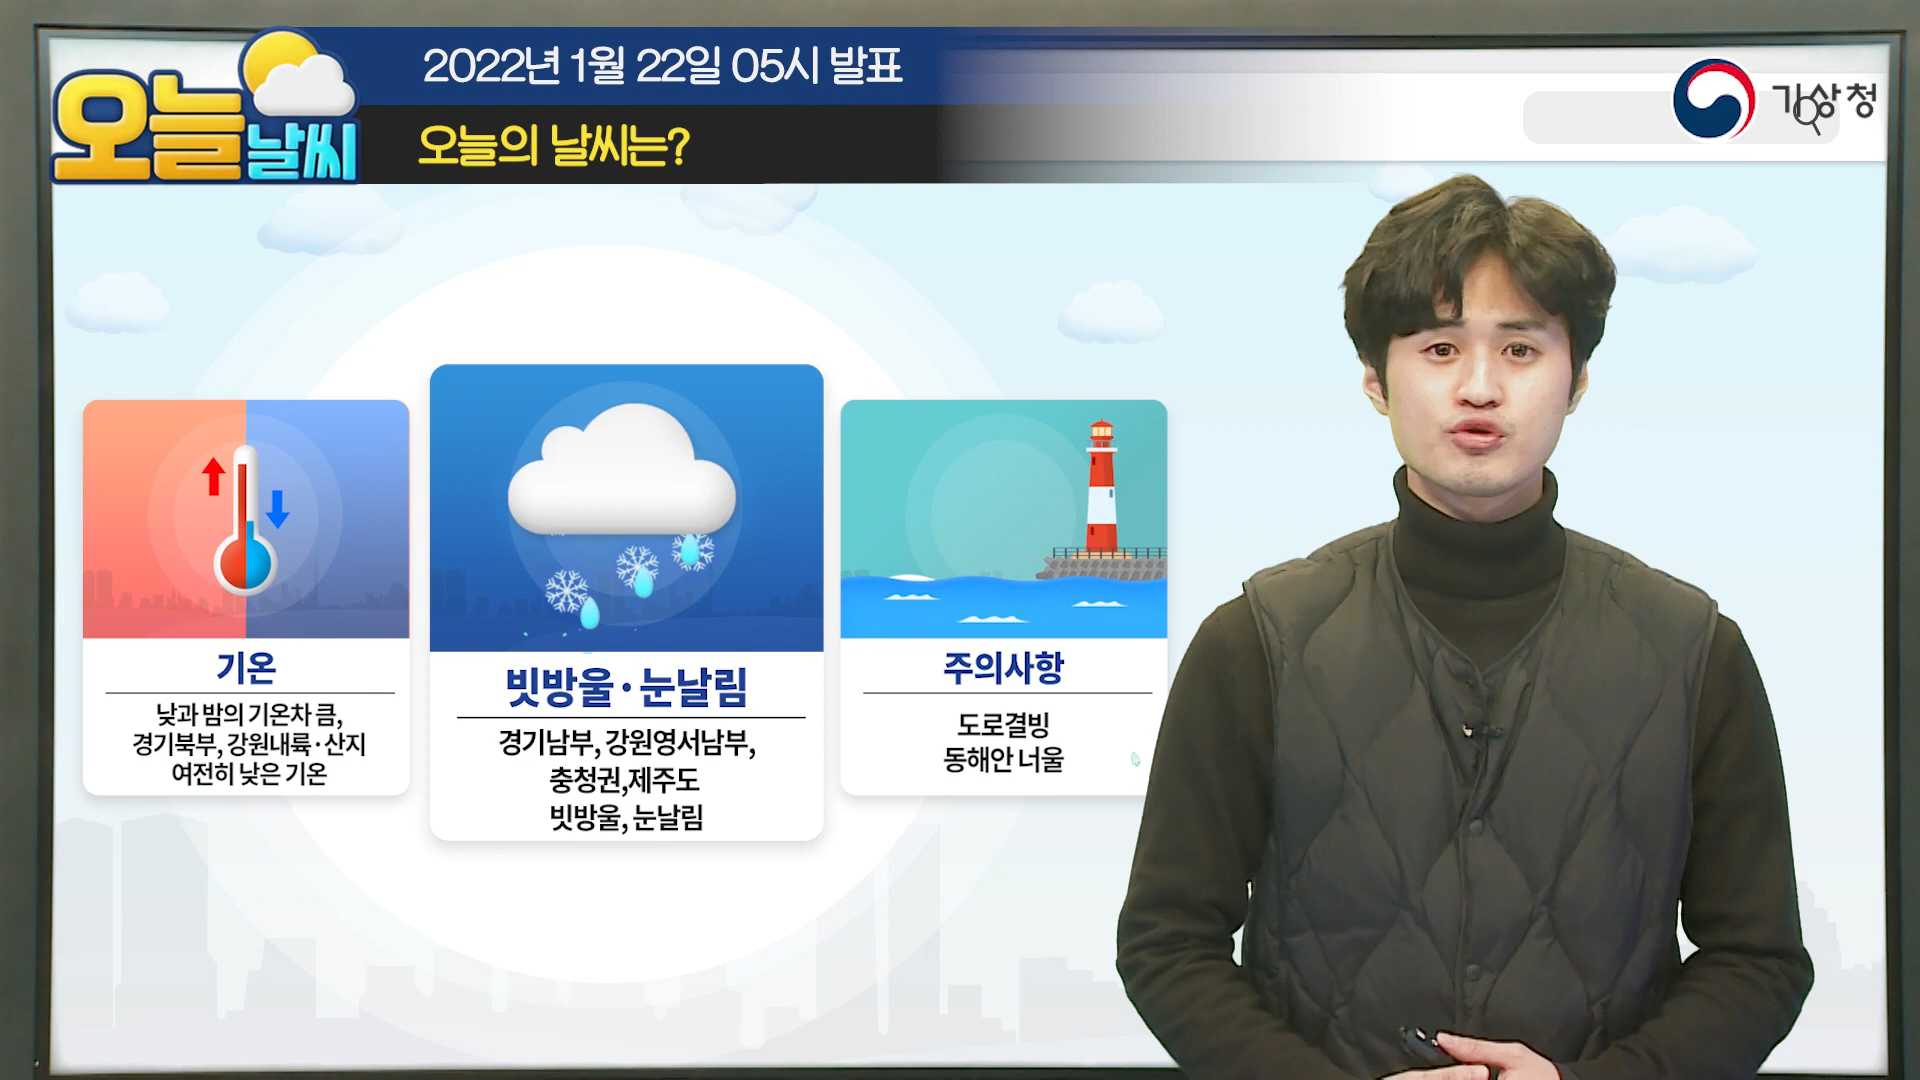 오늘
날씨
2022년 1월 22일 05시 발표
오늘의 날씨는?
기상청
기온
낮과 밤의 기온차 큼,
경기북부, 강원내륙·산지
여전히 낮은 기온
빗방울·눈날림
경기남부, 강원영서남부,
충청권,제주도
빗방울, 눈날림
주의사항
도로결빙
동해안 너울